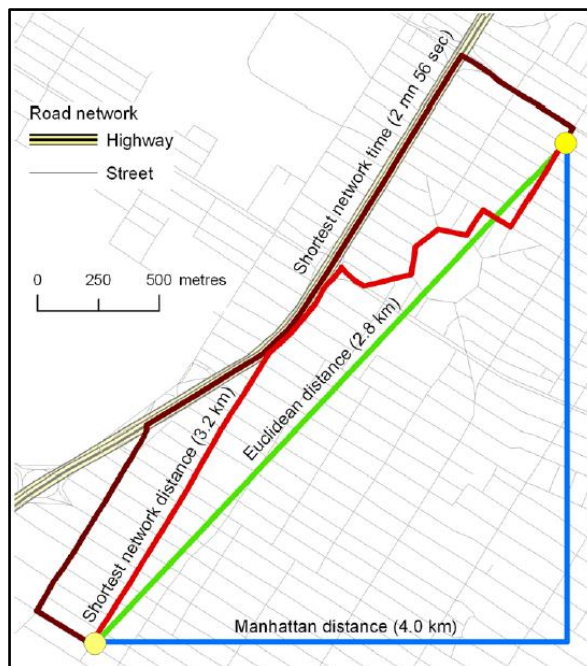 Shortest network time (2 mn 56 sec)
Road network
Highway
Street
0 250 500 metres
Shortest network distance (3.2 km)
Euclidean distance (2.8 km)
Manhattan distance (4.0 km)